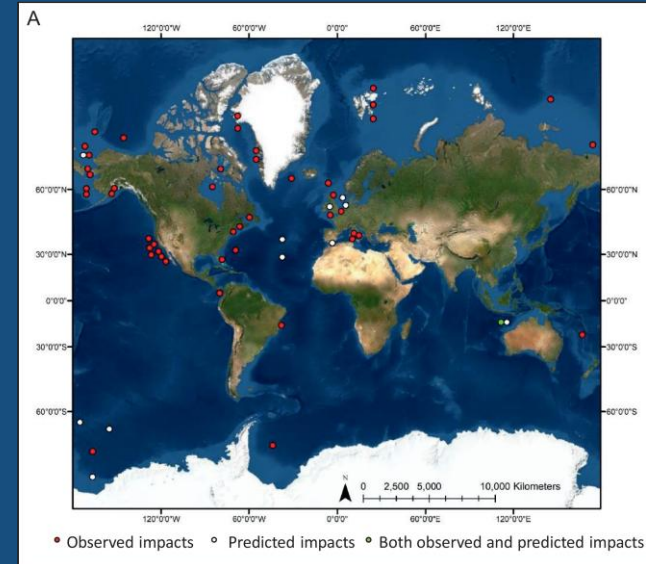 A
120°0'0"W 60°0'0"W 0°0'0" 60°0'0"E 120°0'0"E
60°0'0"N 60°0'0"N
30°0'0"N 30°0'0"N
0°0'0" 0°0'0"
30°0'0"S 30°0'0"S
60°0'0"S 60°0'0"S
N
0 2,500 5,000 10,000 Kilometers
120°0'0"W 60°0'0"W 0°0'0" 60°0'0"E 120°0'0"E
Observed impacts Predicted impacts Both observed and predicted impacts